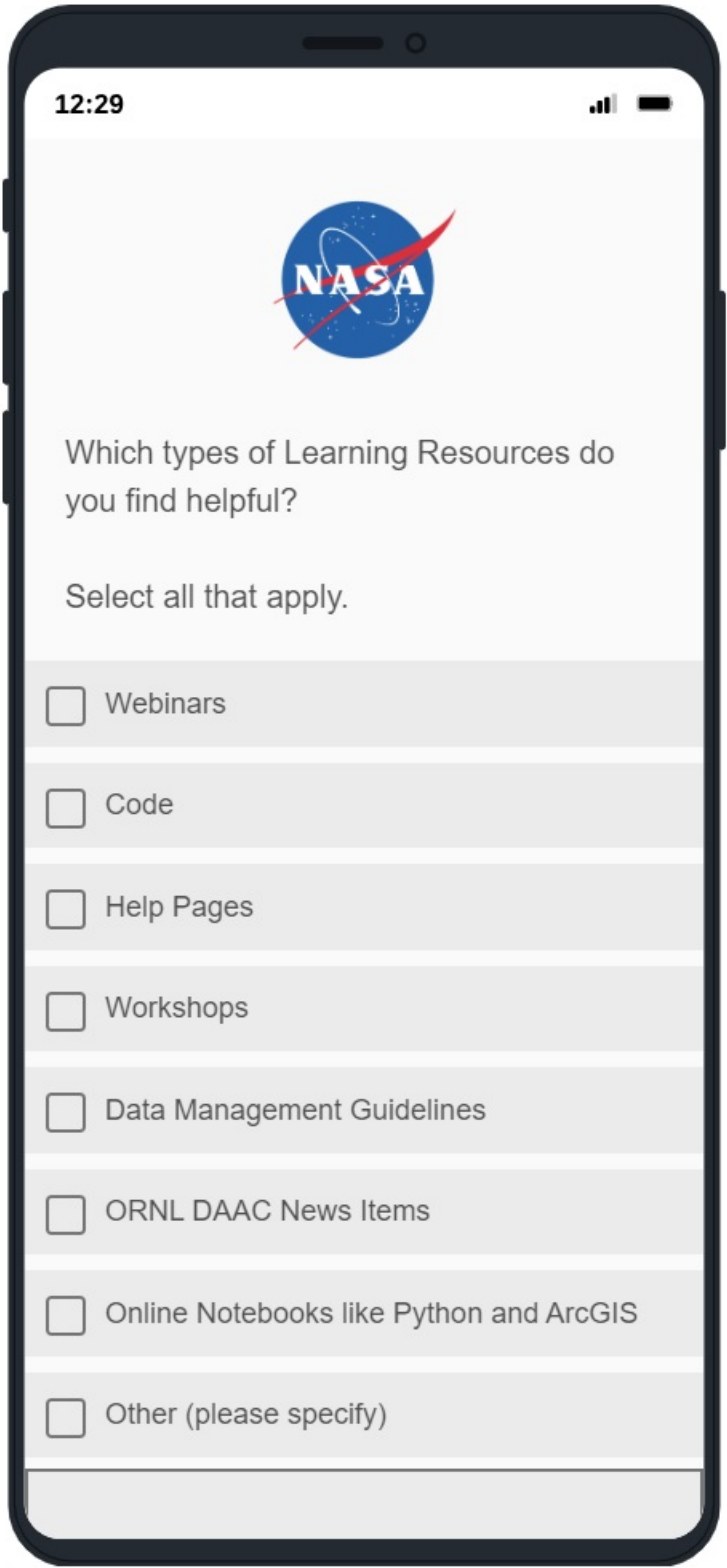 12:29
NASA
Which types of Learning Resources do
you find helpful?
Select all that apply.
Webinars
Code
Help Pages
Workshops
Data Management Guidelines
ORNL DAAC News Items
Online Notebooks like Python and ArcGIS
Other (please specify)